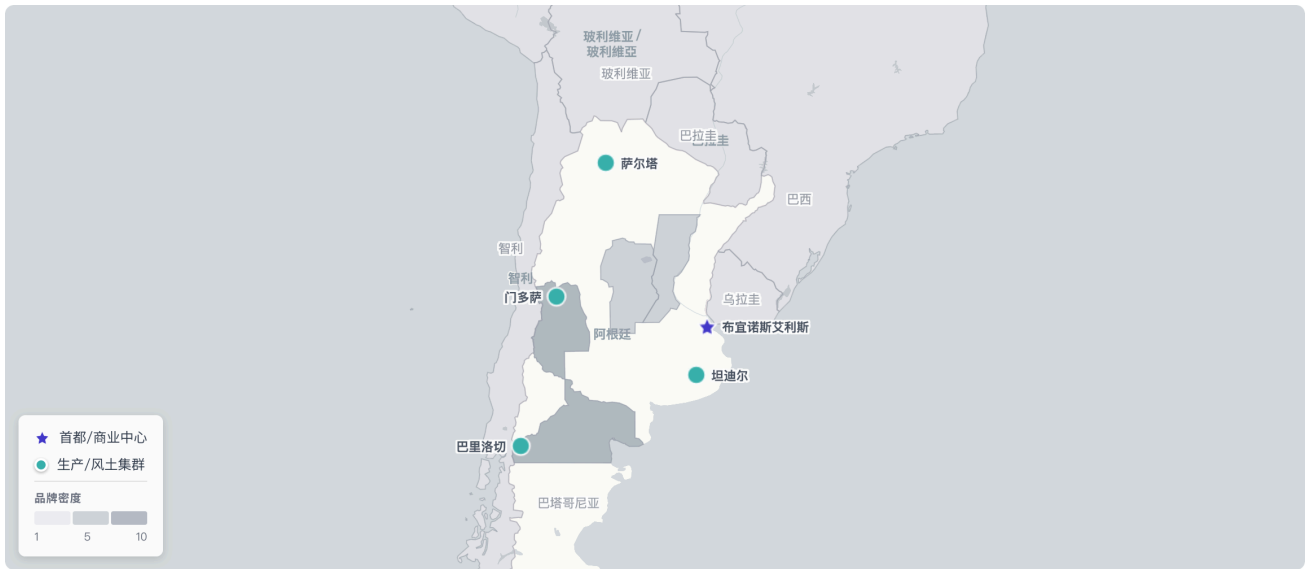 玻利维亚 /
玻利維亞
玻利维亚
巴拉圭
巴拉圭
萨尔塔
巴西
智利
智利
门多萨
乌拉圭
布宜诺斯艾利斯
阿根廷
坦迪尔
巴里洛切
巴塔哥尼亚
首都/商业中心
生产/风土集群
品牌密度
1 5 10